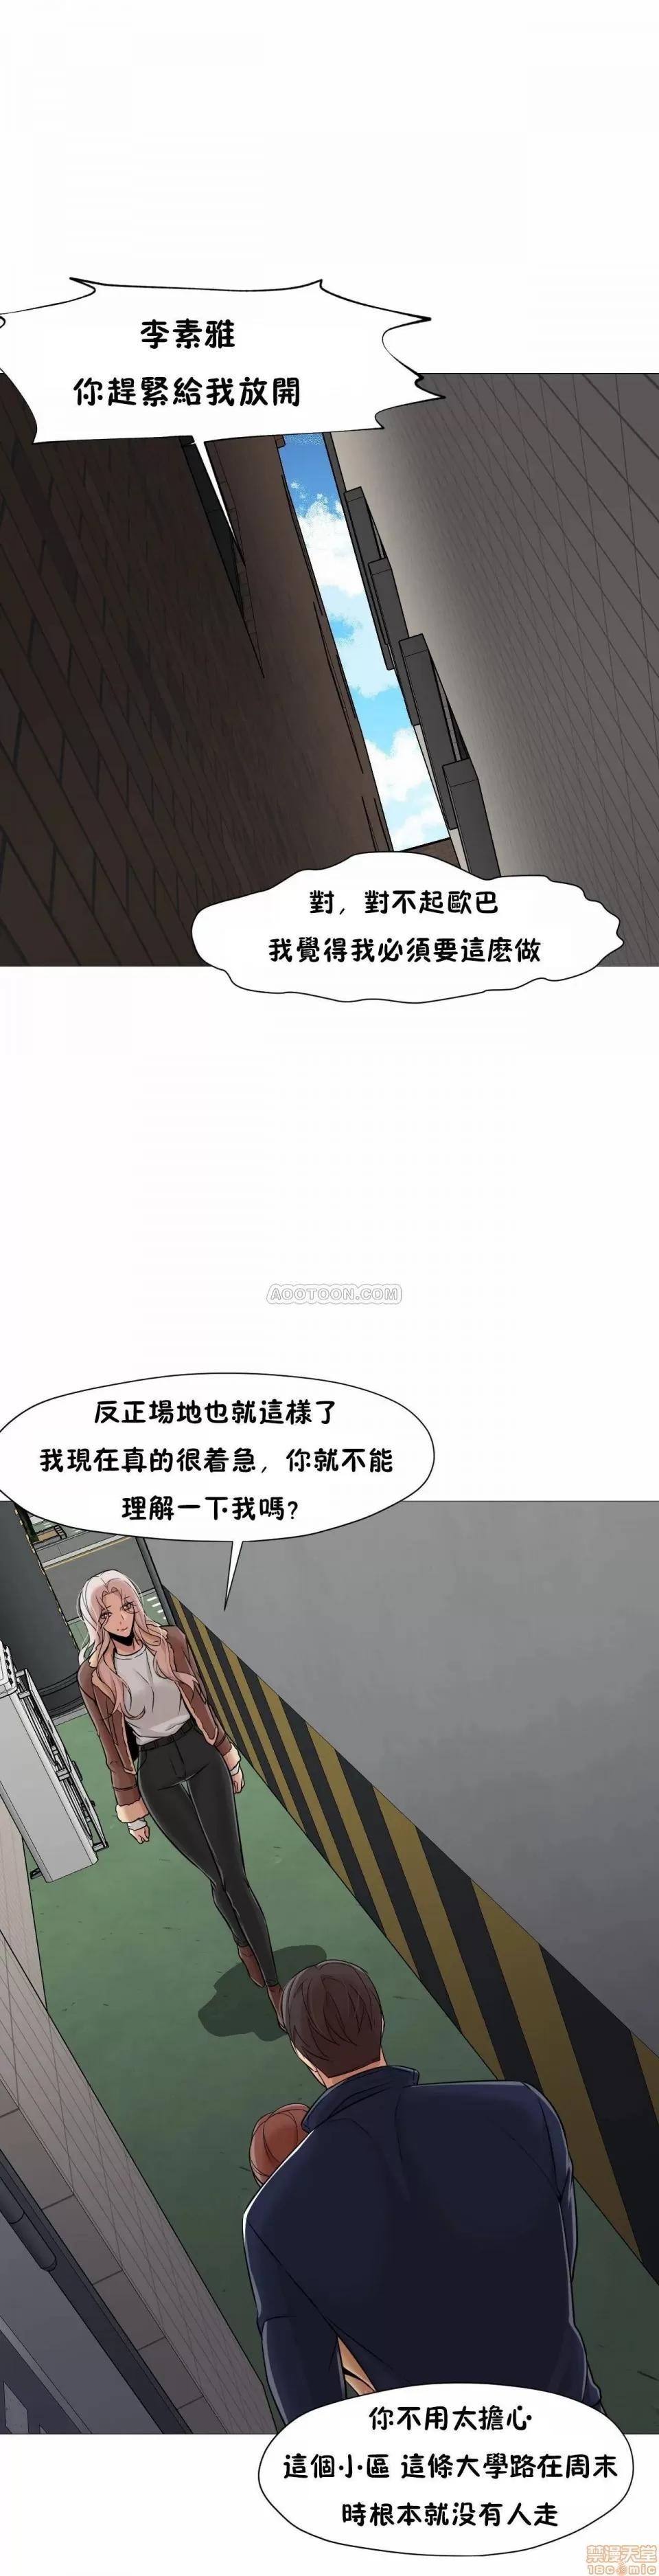 李素雅
你趕緊給我放開
對，對不起歐巴
我覺得我必須要這麽做
AOOTOON.COM
反正場地也就這樣了
我現在真的很着急，你就不能
理解一下我嗎？
你不用太擔心
這個小區 這條大學路在周末
時根本就没有人走
禁漫天堂
18c●mic